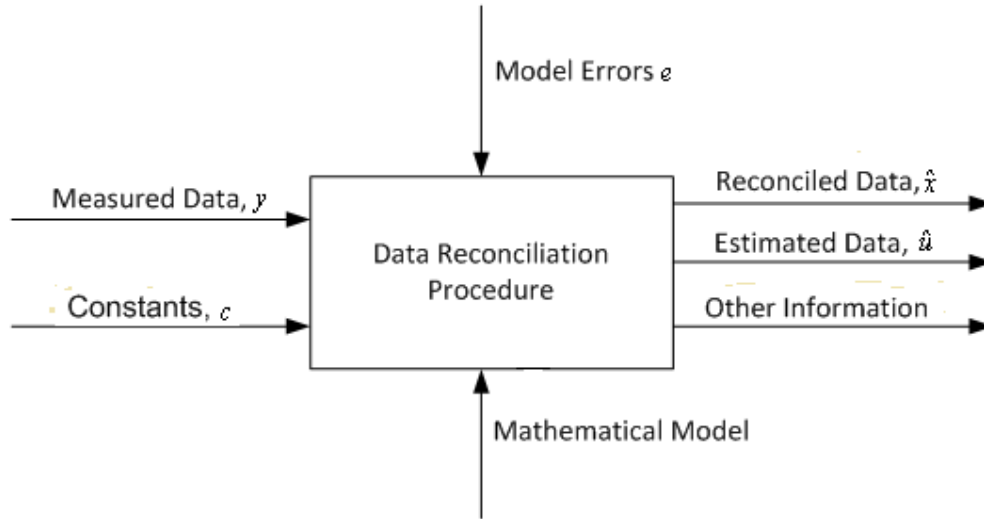 Model Errors e
Measured Data, y
Reconciled Data, x̂
Data Reconciliation
Procedure
Estimated Data, û
Constants, c
Other Information
Mathematical Model